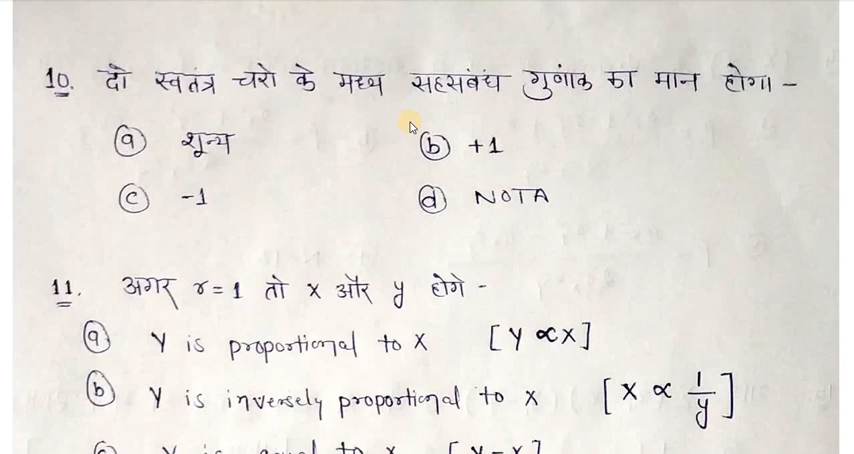 10. दो स्वतंत्र चरो के मध्य सहसबंध गुणांक का मान होगा -
(a) शून्य (b) +1
(c) -1 (d) NOTA
11. अगर r = 1 तो x और y होगे -
(a) Y is proportional to X [Y ∝ X]
(b) Y is inversely proportional to X [X ∝ 1/y]